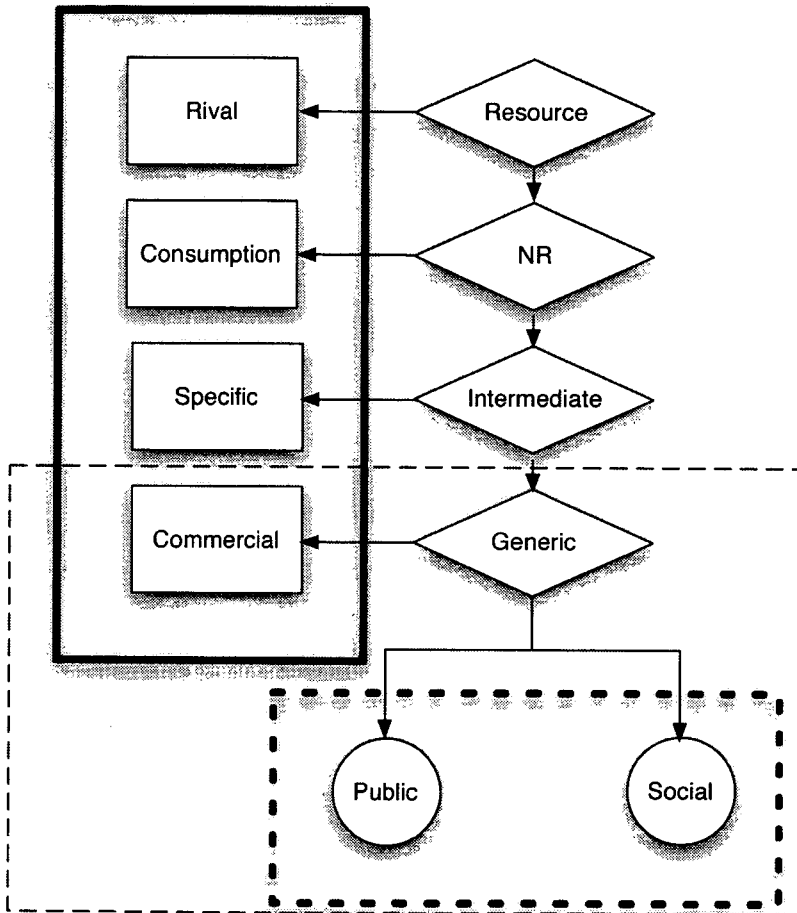 Rival
Resource
Consumption
NR
Specific
Intermediate
Commercial
Generic
Public
Social